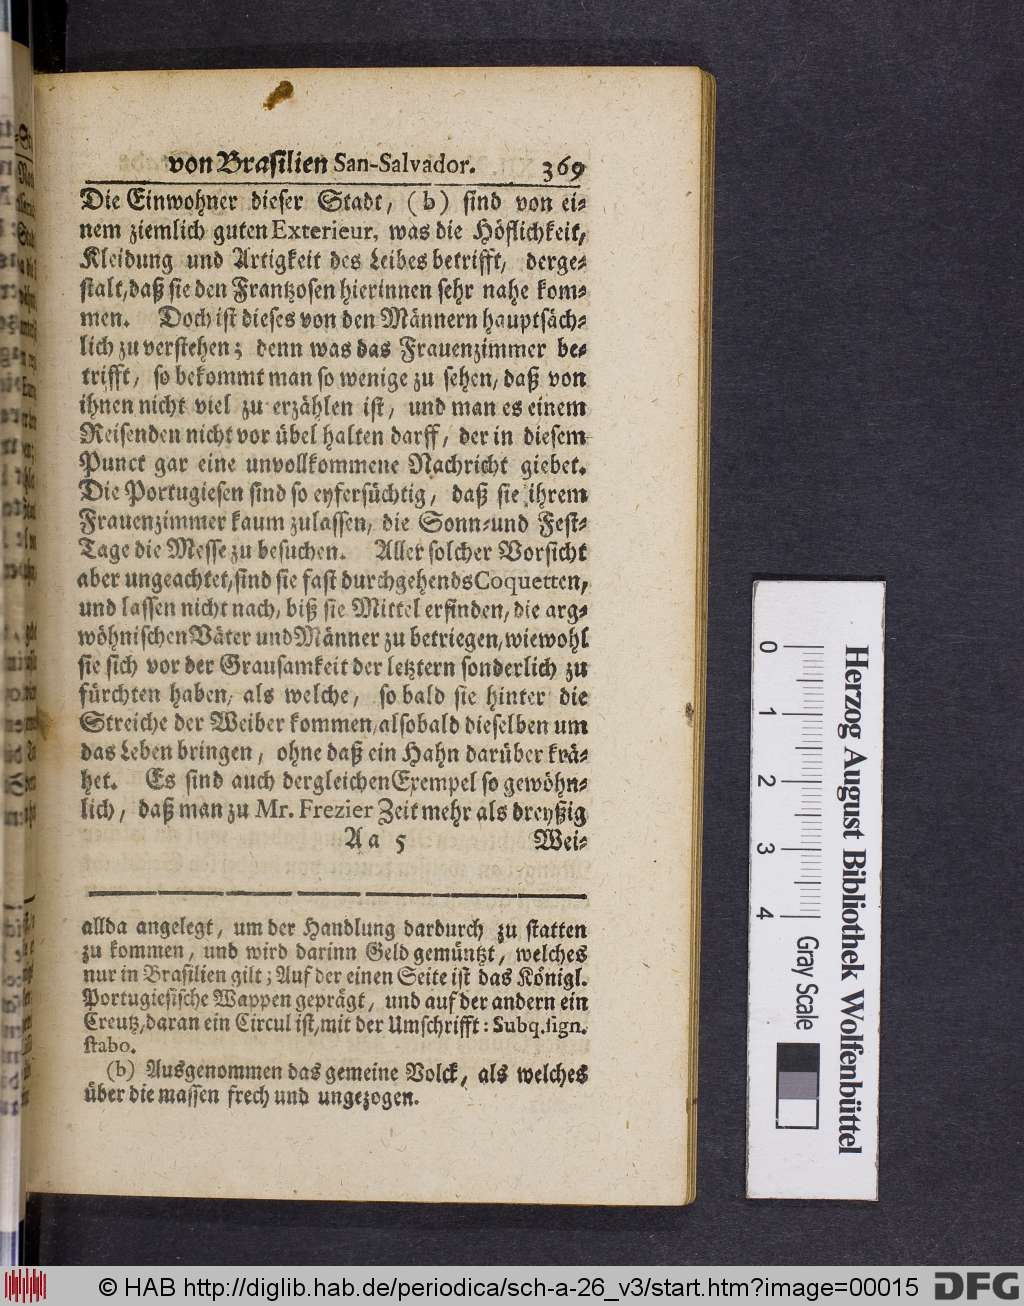 von Brasilien San-Salvador. 369
Die Einwohner dieser Stadt, (b) sind von ei-
nem ziemlich guten Exterieur, was die Höflichkeit,
Kleidung und Artigkeit des Leibes betrifft, derge-
stalt, daß sie den Frantzosen hierinnen sehr nahe kom-
men. Doch ist dieses von den Männern hauptsäch-
lich zu verstehen; denn was das Frauenzimmer be-
trifft, so bekommt man so wenige zu sehen, daß von
ihnen nicht viel zu erzählen ist, und man es einem
Reisenden nicht vor übel halten darff, der in diesem
Punct gar eine unvollkommene Nachricht giebet.
Die Portugiesen sind so eyfersüchtig, daß sie ihrem
Frauenzimmer kaum zulassen, die Sonn- und Fest-
Tage die Messe zu besuchen. Aller solcher Vorsicht
aber ungeachtet, sind sie fast durchgehends Coquetten,
und lassen nicht nach, biß sie Mittel erfinden, die arg-
wöhnischen Väter und Männer zu betriegen, wiewohl
sie sich vor der Grausamkeit der letztern sonderlich zu
fürchten haben, als welche, so bald sie hinter die
Streiche der Weiber kommen, alsobald dieselben um
das Leben bringen, ohne daß ein Hahn darüber krä-
het. Es sind auch dergleichen Exempel so gewöhn-
lich, daß man zu Mr. Frezier Zeit mehr als dreyßig
Aa 5 Wei-
allda angelegt, um der Handlung dardurch zu statten
zu kommen, und wird darinn Geld gemüntzt, welches
nur in Brasilien gilt; Auf der einen Seite ist das Königl.
Portugiesische Wappen geprägt, und auf der andern ein
Creutz, daran ein Circul ist, mit der Umschrifft: Subq. sign.
stabo.
(b) Ausgenommen das gemeine Volck, als welches
über die massen frech und ungezogen.
0 1 2 3 4 Gray Scale
Herzog August Bibliothek Wolfenbüttel
© HAB http://diglib.hab.de/periodica/sch-a-26_v3/start.htm?image=00015 DFG